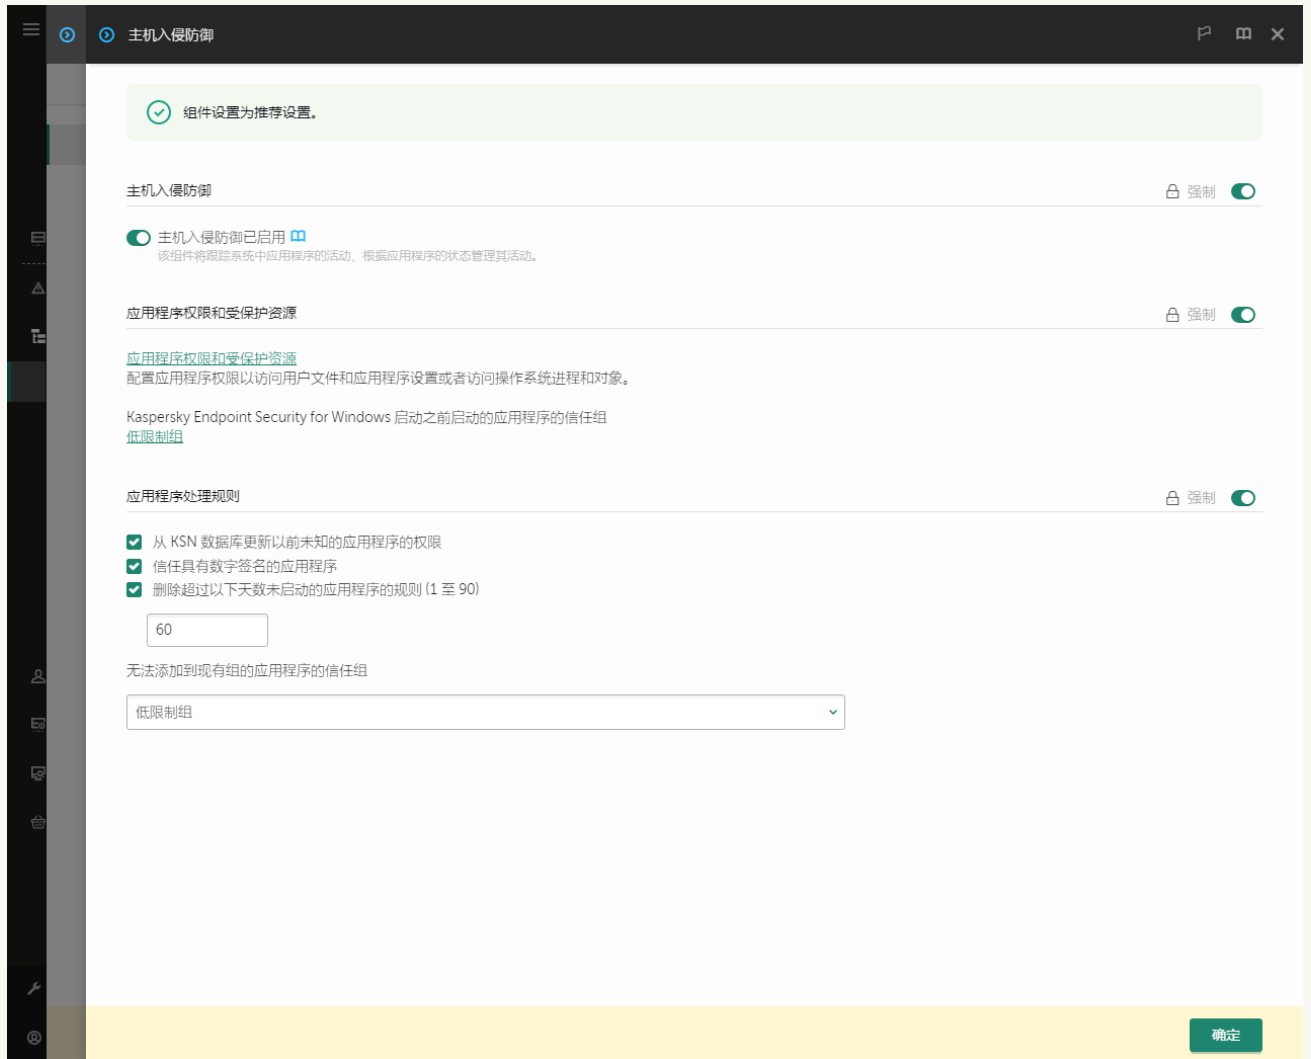 主机入侵防御
组件设置为推荐设置。
主机入侵防御
强制
主机入侵防御已启用
该组件将跟踪系统中应用程序的活动，根据应用程序的状态管理其活动。
应用程序权限和受保护资源
强制
应用程序权限和受保护资源
配置应用程序权限以访问用户文件和应用程序设置或者访问操作系统进程和对象。
Kaspersky Endpoint Security for Windows 启动之前启动的应用程序的信任组
低限制组
应用程序处理规则
强制
从 KSN 数据库更新以前未知的应用程序的权限
信任具有数字签名的应用程序
删除超过以下天数未启动的应用程序的规则 (1 至 90)
60
无法添加到现有组的应用程序的信任组
低限制组
确定